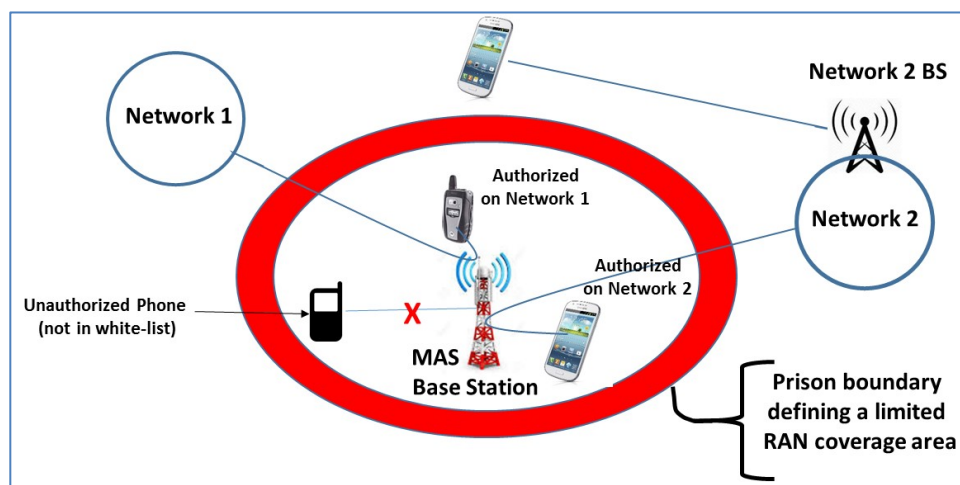 Network 1
Network 2 BS
Authorized
on Network 1
Network 2
Authorized
on Network 2
Unauthorized Phone
(not in white-list)
X
MAS
Base Station
Prison boundary
defining a limited
RAN coverage area